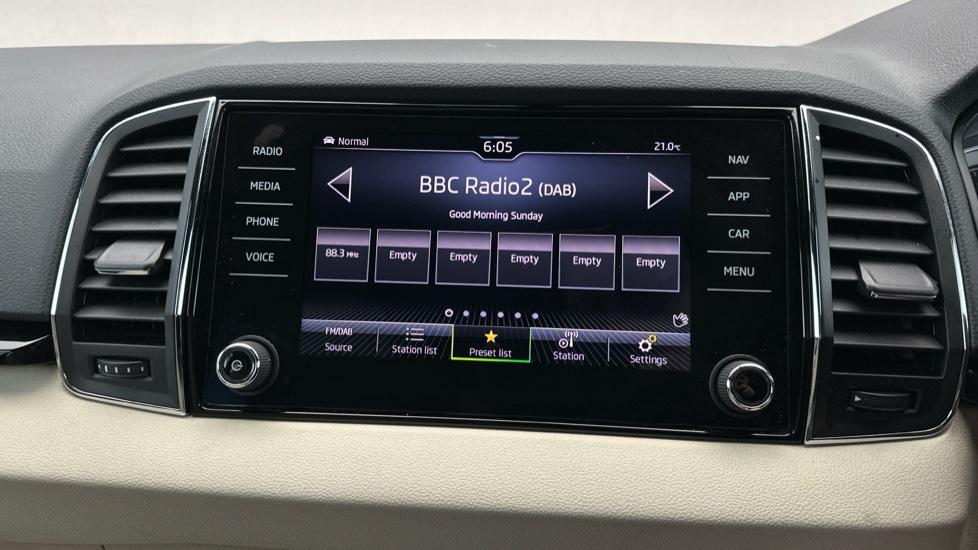 RADIO
MEDIA
PHONE
VOICE
Normal
6:05
21.0°C
BBC Radio2 (DAB)
Good Morning Sunday
88.3 MHz
Empty
Empty
Empty
Empty
Empty
FM/DAB
Source
Station list
Preset list
Station
Settings
NAV
APP
CAR
MENU